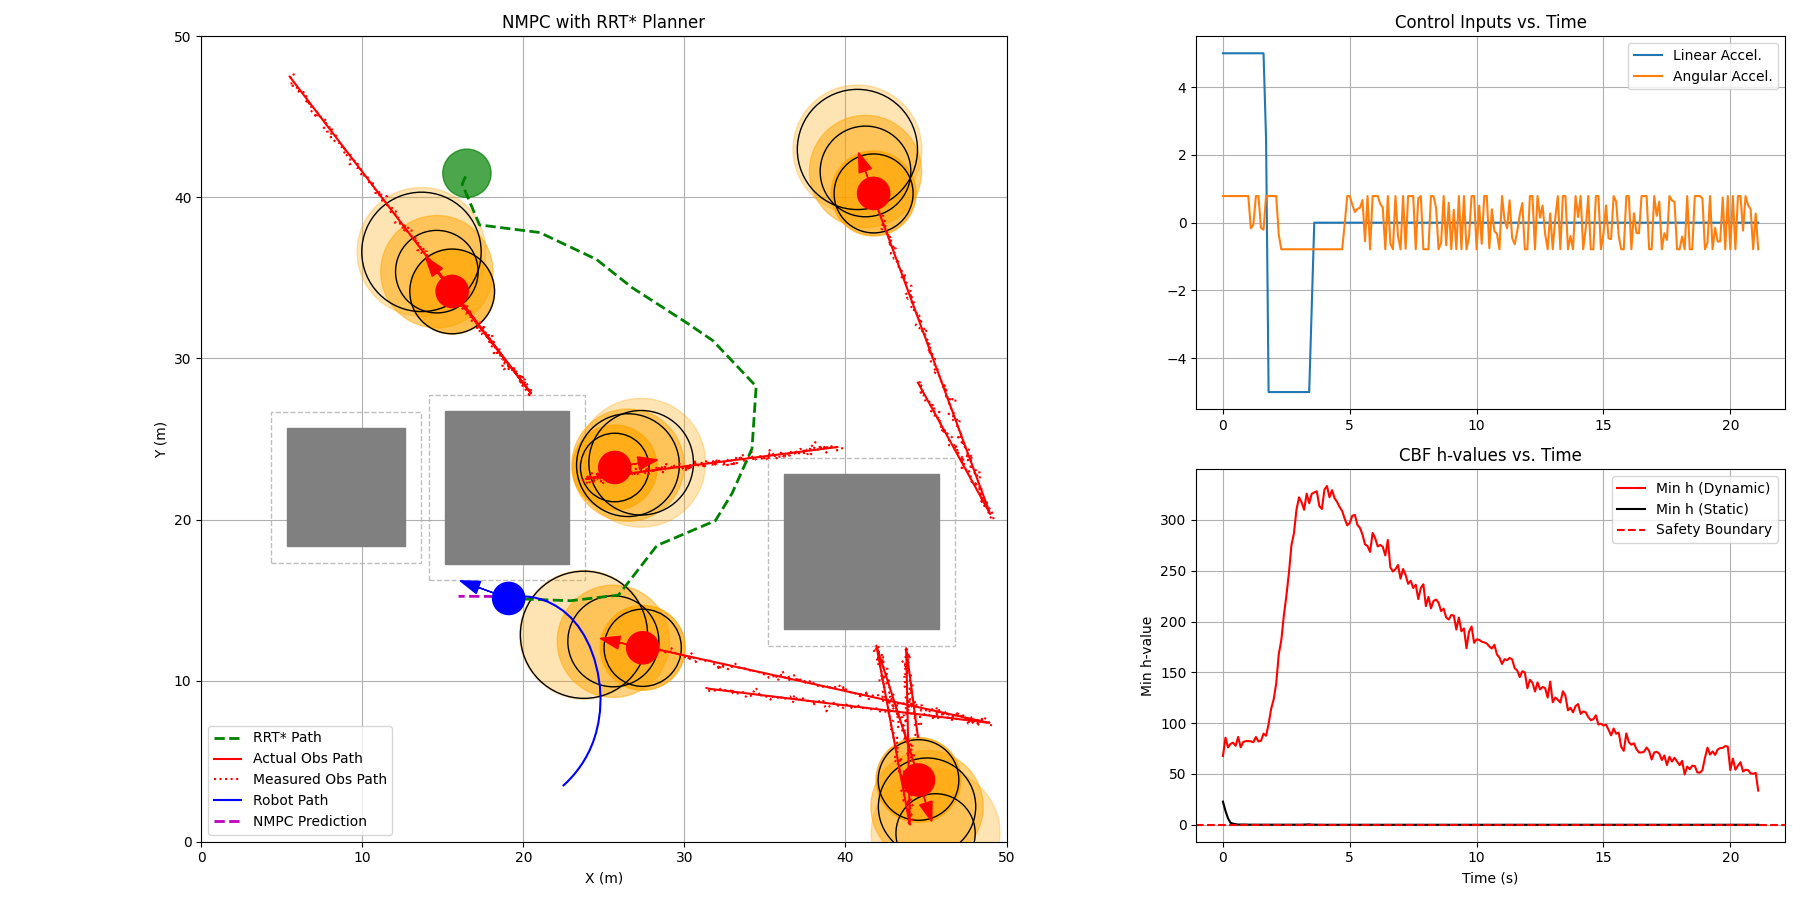 NMPC with RRT* Planner
50
40
30
20
10
0
Y (m)
0
10
20
30
40
50
X (m)
RRT* Path
Actual Obs Path
Measured Obs Path
Robot Path
NMPC Prediction
Control Inputs vs. Time
4
2
0
−2
−4
0
5
10
15
20
Linear Accel.
Angular Accel.
CBF h-values vs. Time
300
250
200
150
100
50
0
Min h-value
0
5
10
15
20
Time (s)
Min h (Dynamic)
Min h (Static)
Safety Boundary